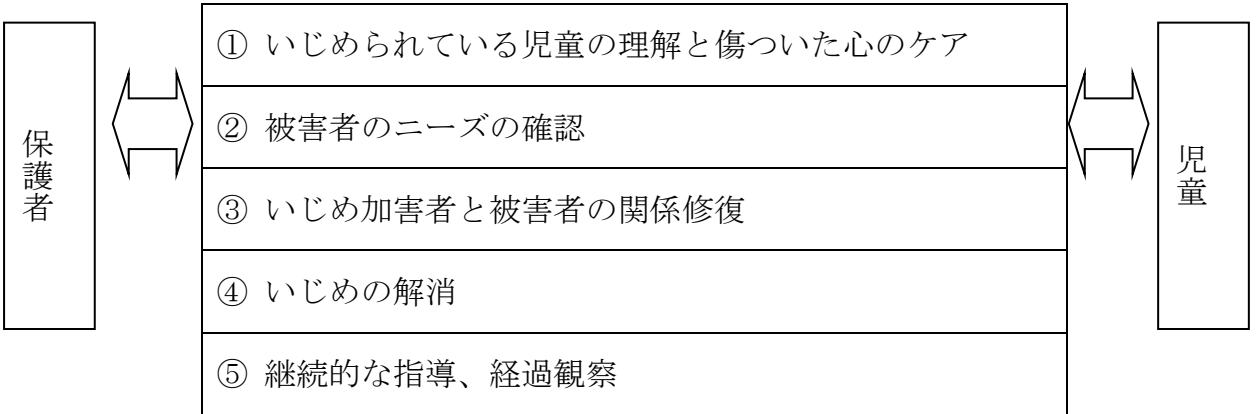 保護者
① いじめられている児童の理解と傷ついた心のケア
② 被害者のニーズの確認
③ いじめ加害者と被害者の関係修復
④ いじめの解消
⑤ 継続的な指導、経過観察
児童